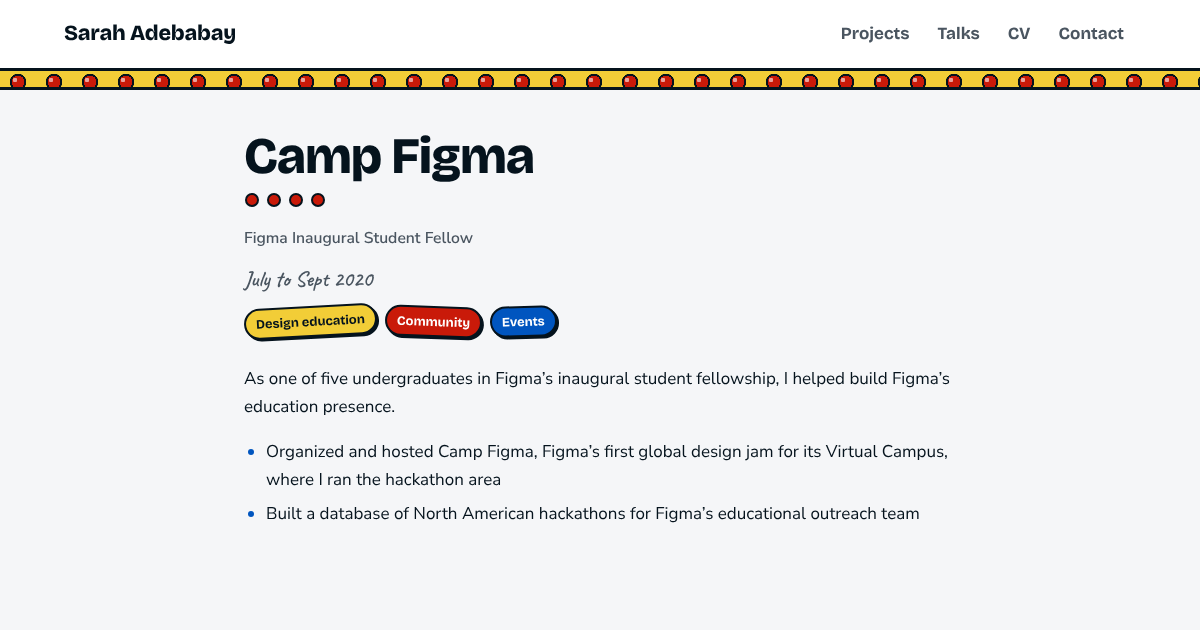 Sarah Adebabay
Projects Talks CV Contact
Camp Figma
Figma Inaugural Student Fellow
July to Sept 2020
Design education Community Events
As one of five undergraduates in Figma’s inaugural student fellowship, I helped build Figma’s
education presence.
Organized and hosted Camp Figma, Figma’s first global design jam for its Virtual Campus,
where I ran the hackathon area
Built a database of North American hackathons for Figma’s educational outreach team